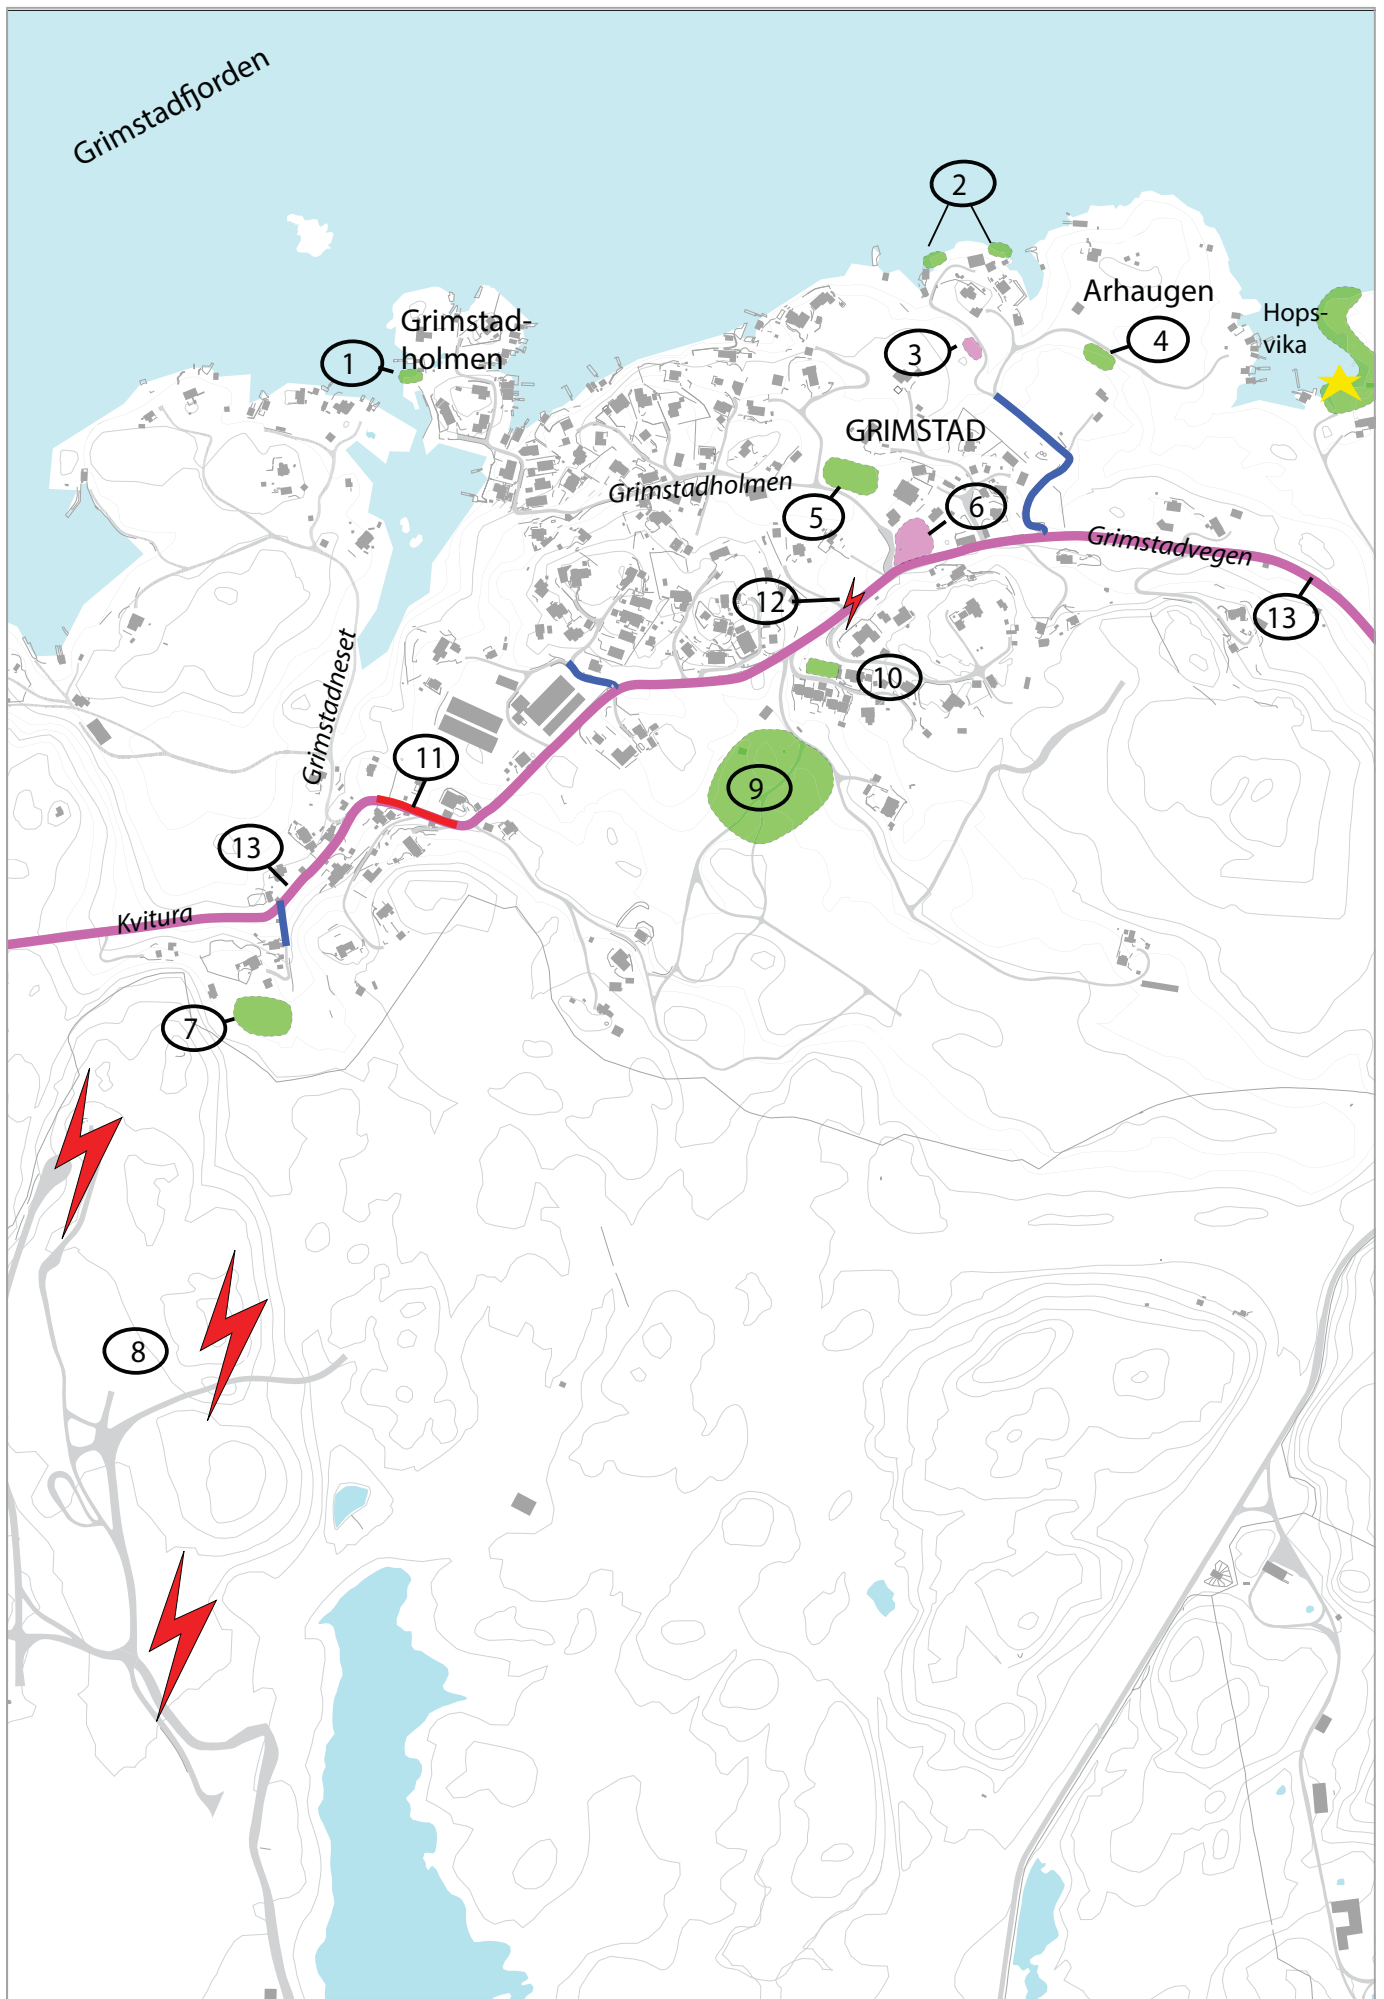 Grimstadfjorden
2
Arhaugen
Hops-
vika
Grimstad-
holmen
1
3
4
GRIMSTAD
Grimstadholmen
5
6
Grimstadvegen
12
13
Grimstadneset
10
11
9
13
Kvitura
7
8